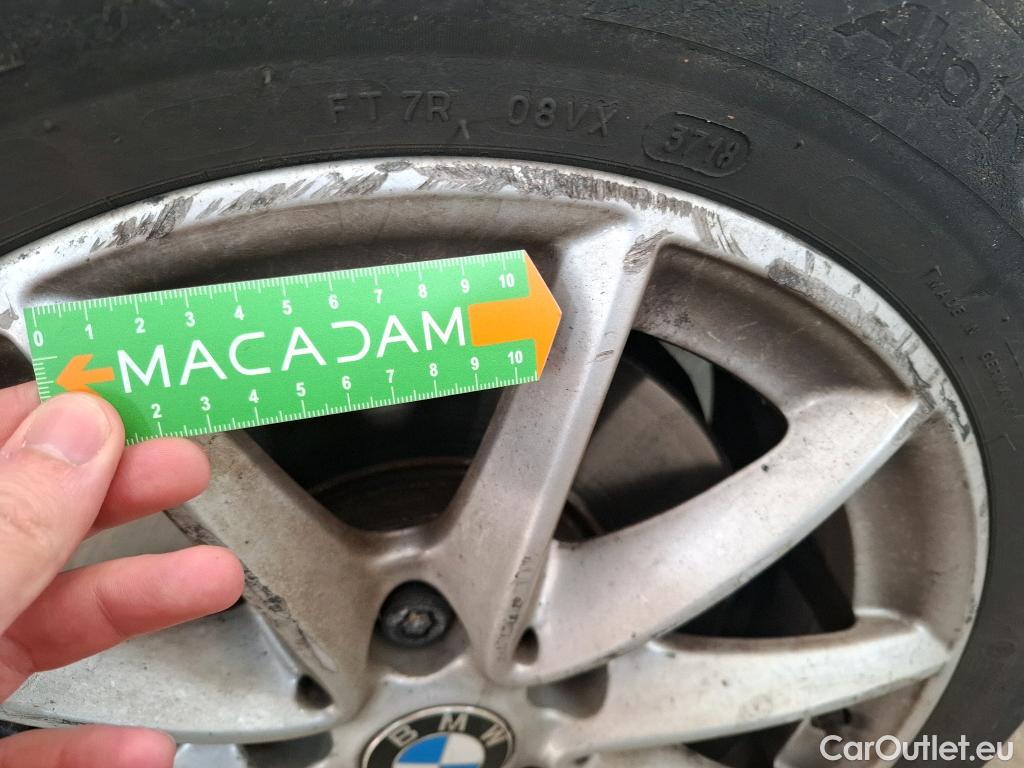 Alpin
FT 7R 08VX 3718
MADE IN GERMANY
0 1 2 3 4 5 6 7 8 9 10
MACADAM
2 3 4 5 6 7 8 9 10
BMW
CarOutlet.eu